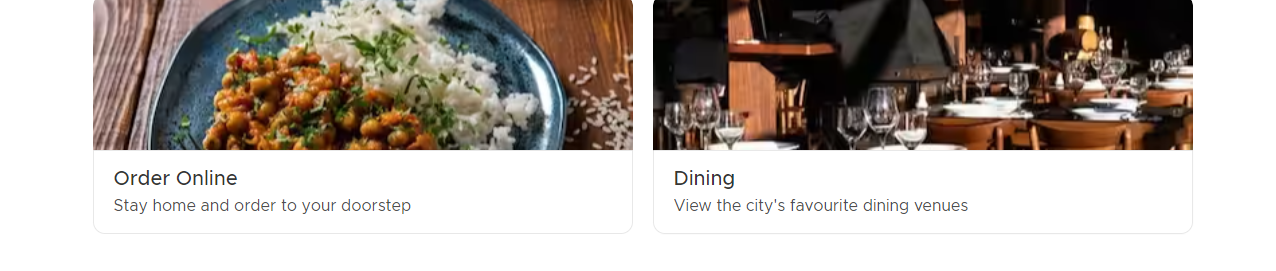 Order Online
Stay home and order to your doorstep
Dining
View the city's favourite dining venues